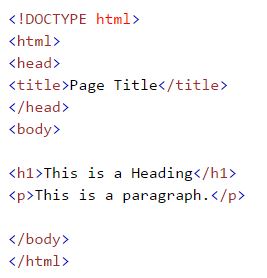 <!DOCTYPE html>
<html>
<head>
<title>Page Title</title>
</head>
<body>
<h1>This is a Heading</h1>
<p>This is a paragraph.</p>
</body>
</html>